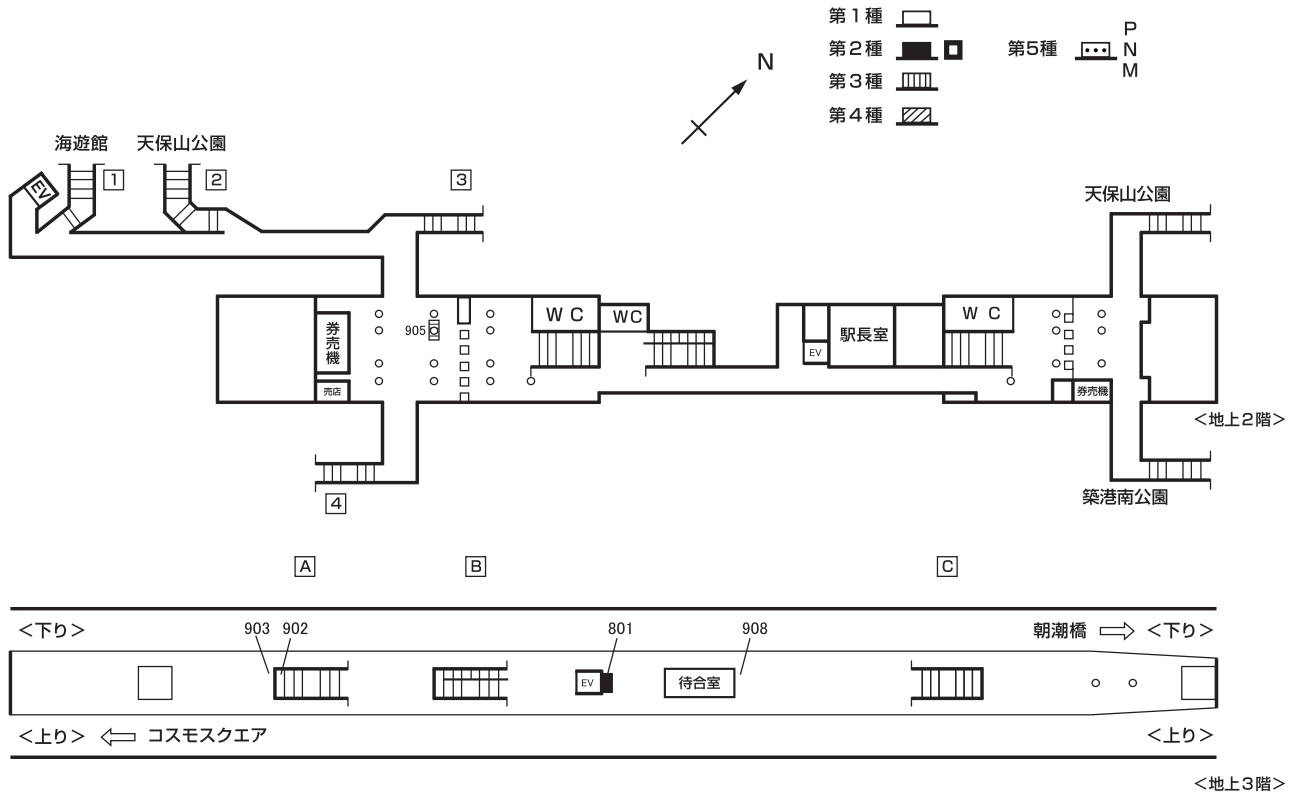 第1種
第2種
第3種
第4種
第5種
P
N
M
N
海遊館
天保山公園
EV
1
2
3
天保山公園
WC
WC
WC
905
券売機
売店
EV
駅長室
券売機
<地上2階>
4
築港南公園
A
B
C
<下り>
903
902
801
908
朝潮橋
<下り>
EV
待合室
<上り>
コスモスクエア
<上り>
<地上3階>